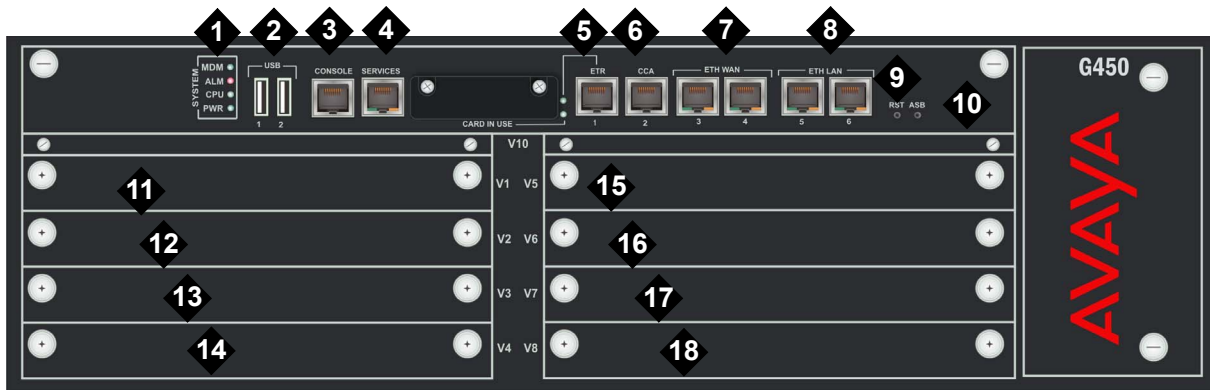 1 2 3 4 5 6 7 8
SYSTEM
MDM
ALM
CPU
PWR
USB
1 2
CONSOLE
SERVICES
CARD IN USE
ETR
1
CCA
2
ETH WAN
3 4
ETH LAN
5 6
9
RST ASB
10
G450
V10
11
V1 V5
15
12
V2 V6
16
13
V3 V7
17
14
V4 V8
18
AVAYA